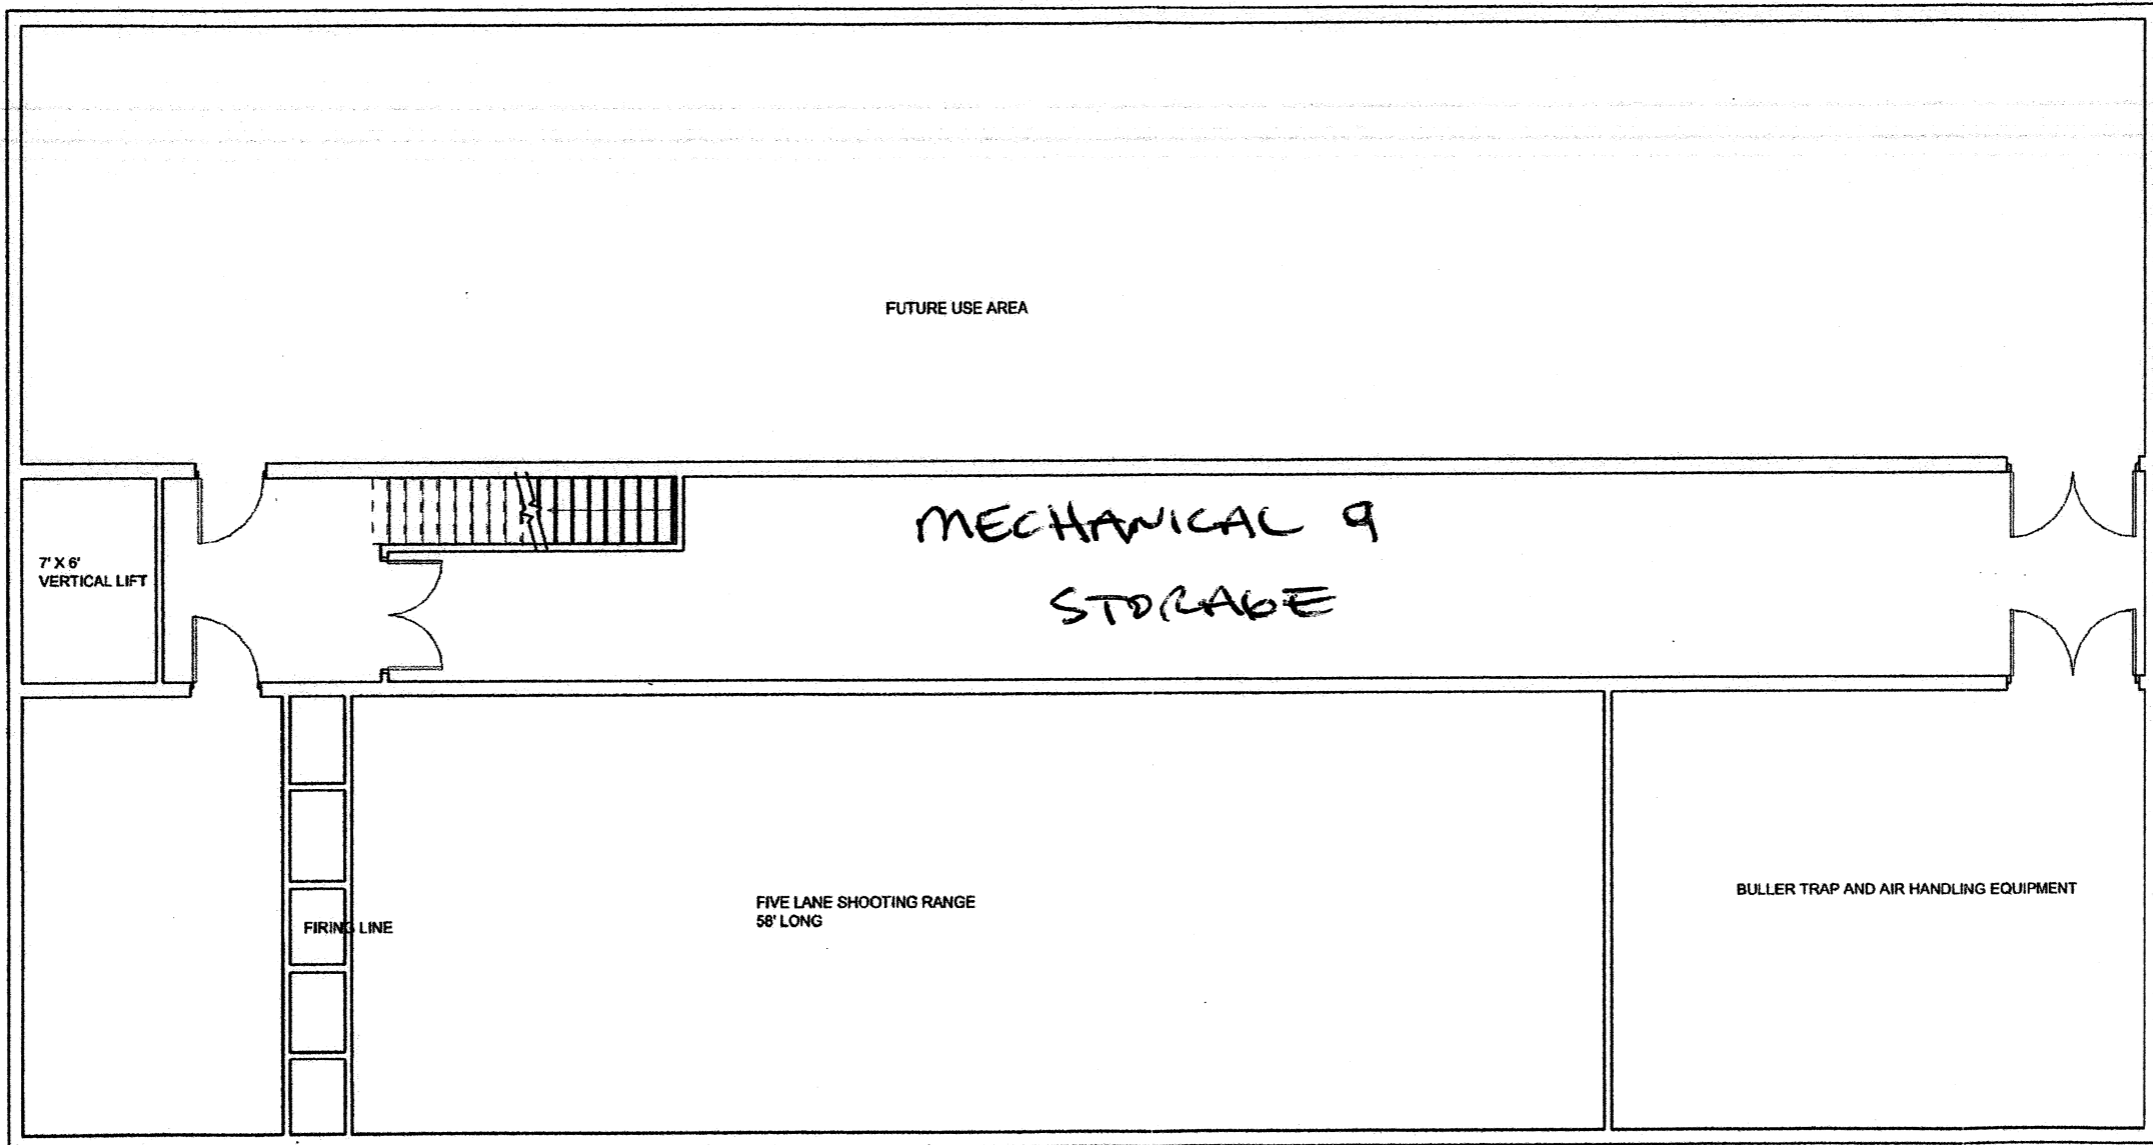 FUTURE USE AREA
MECHANICAL &
STORAGE
7' X 6'
VERTICAL LIFT
FIVE LANE SHOOTING RANGE
58' LONG
BULLER TRAP AND AIR HANDLING EQUIPMENT
FIRING LINE